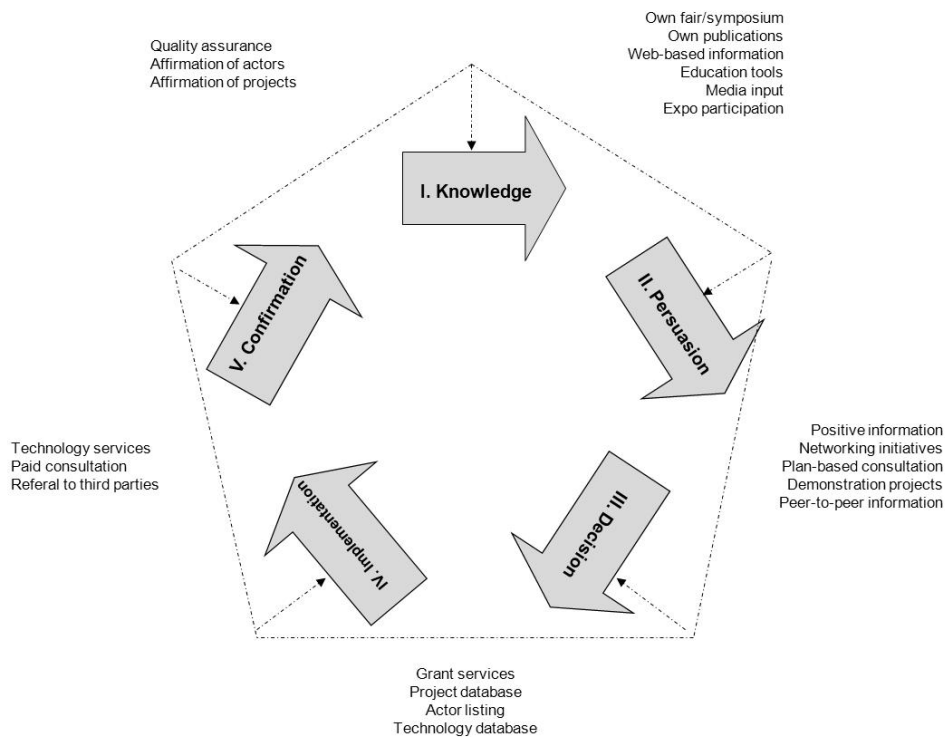 Quality assurance
Affirmation of actors
Affirmation of projects
Own fair/symposium
Own publications
Web-based information
Education tools
Media input
Expo participation
I. Knowledge
II. Persuasion
V. Confirmation
Positive information
Networking initiatives
Plan-based consultation
Demonstration projects
Peer-to-peer information
Technology services
Paid consultation
Referal to third parties
III. Decision
IV. Implementation
Grant services
Project database
Actor listing
Technology database